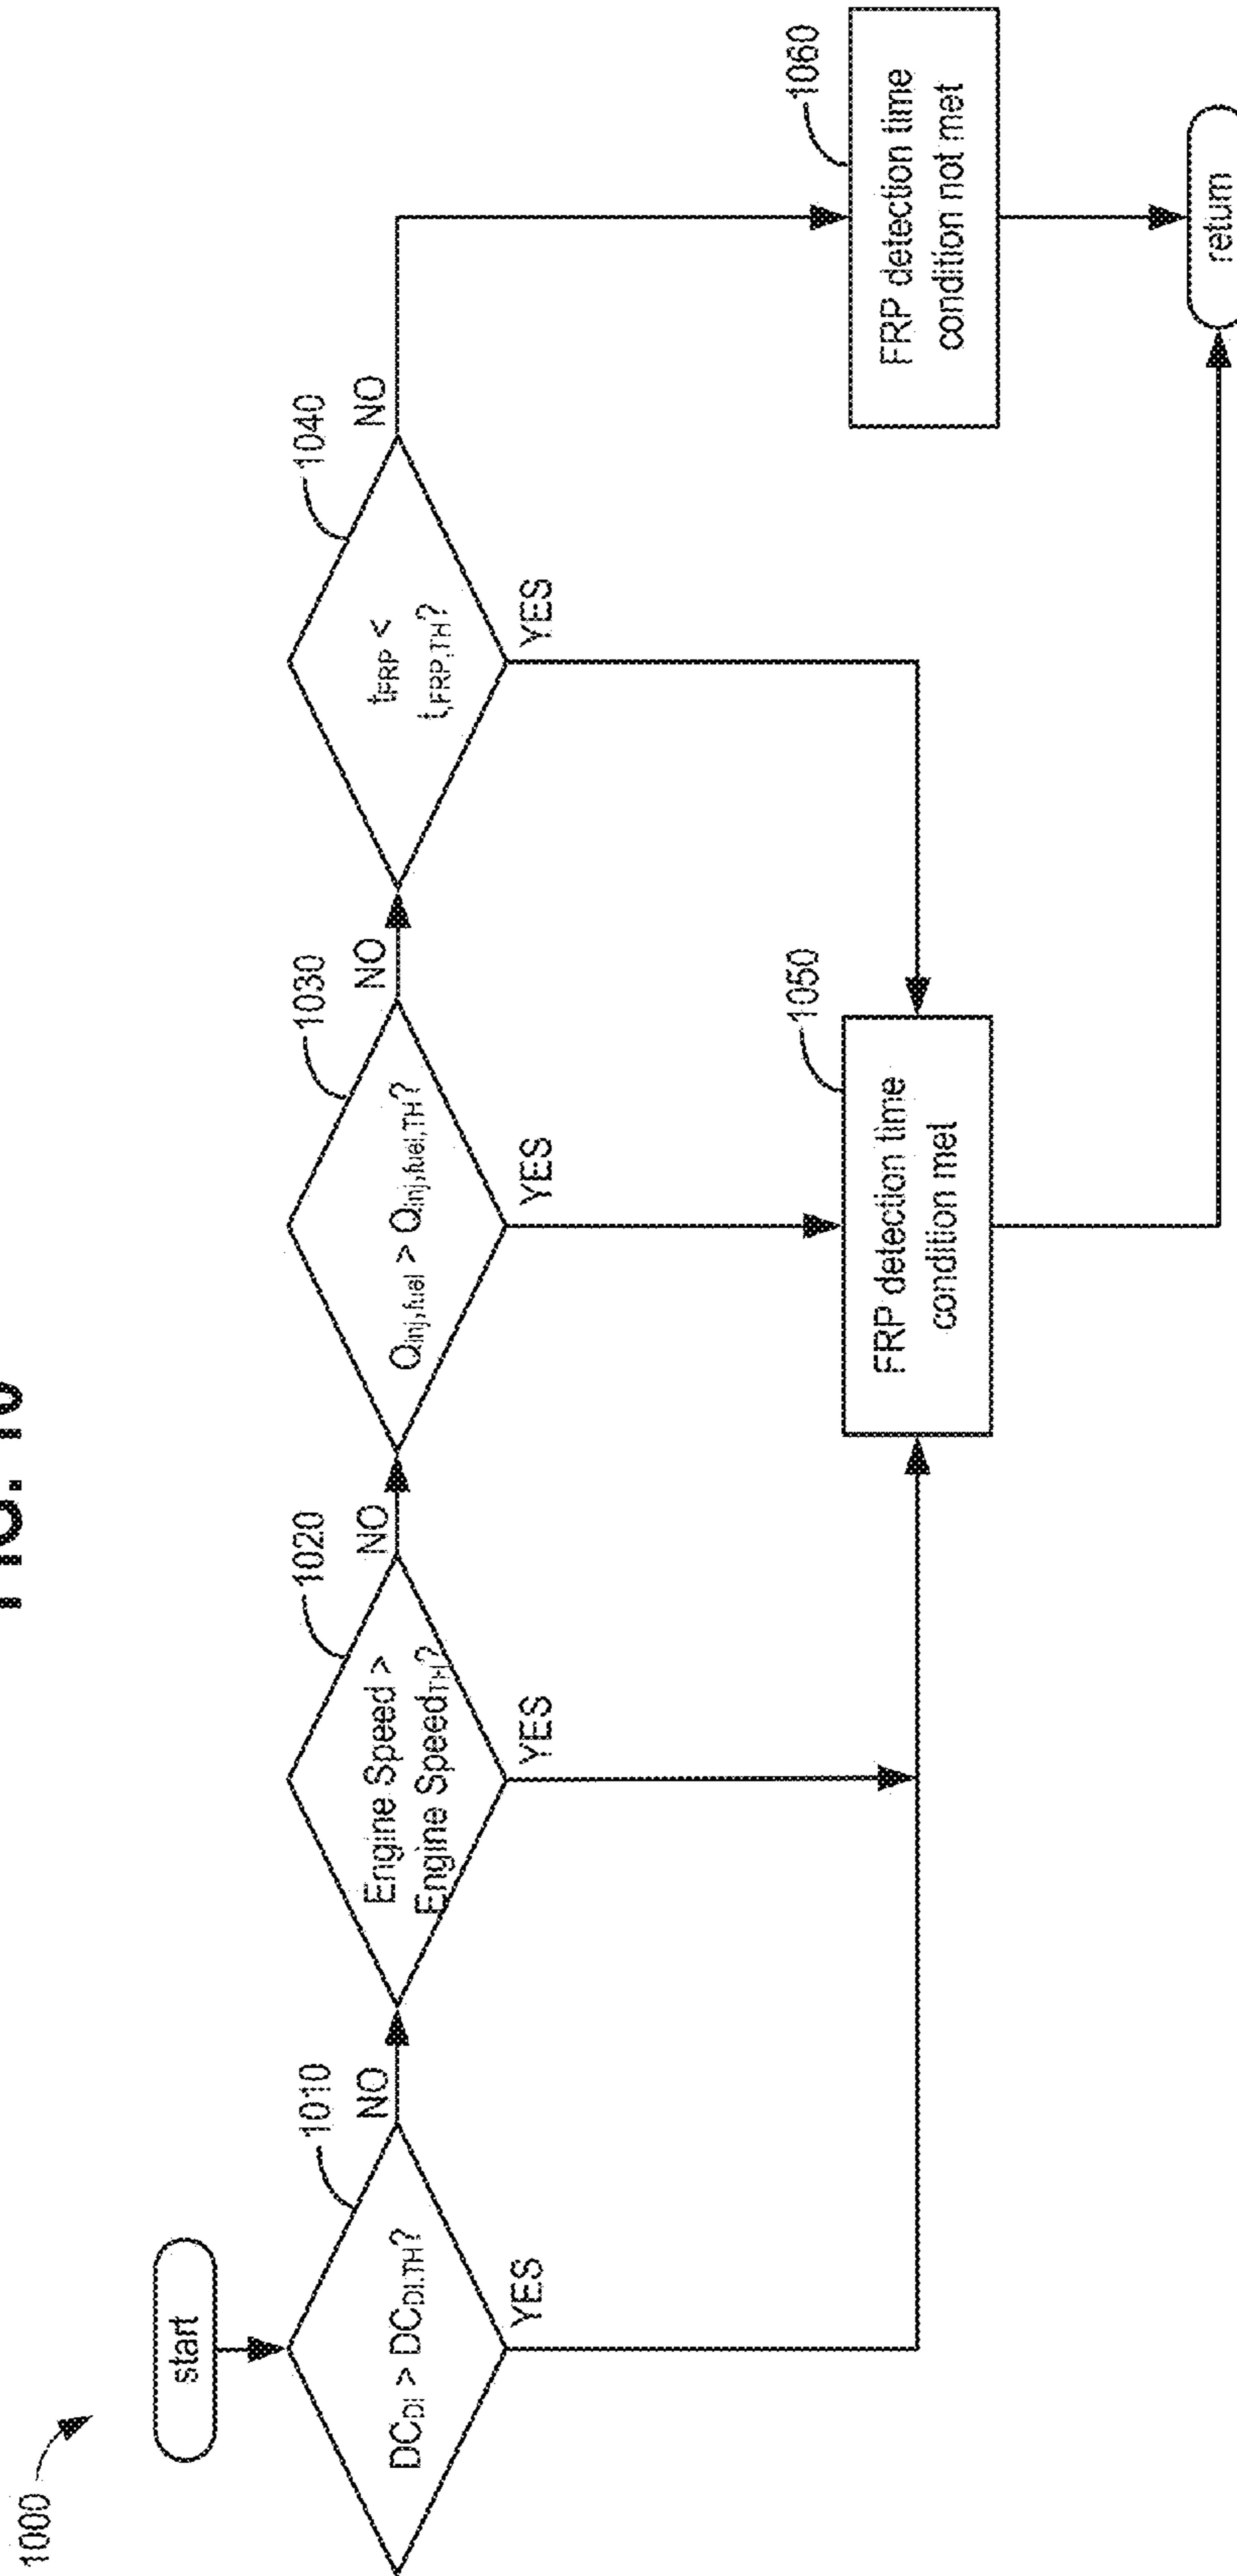 FIG. 10
1000
start
1010
DC_DI > DC_DI,TH?
NO
YES
1020
Engine Speed >
Engine Speed_TH?
NO
YES
1030
Q_inj,fuel > Q_inj,fuel,TH?
NO
YES
1040
t_FRP <
t_,FRP,TH?
NO
YES
1050
FRP detection time
condition met
1060
FRP detection time
condition not met
return